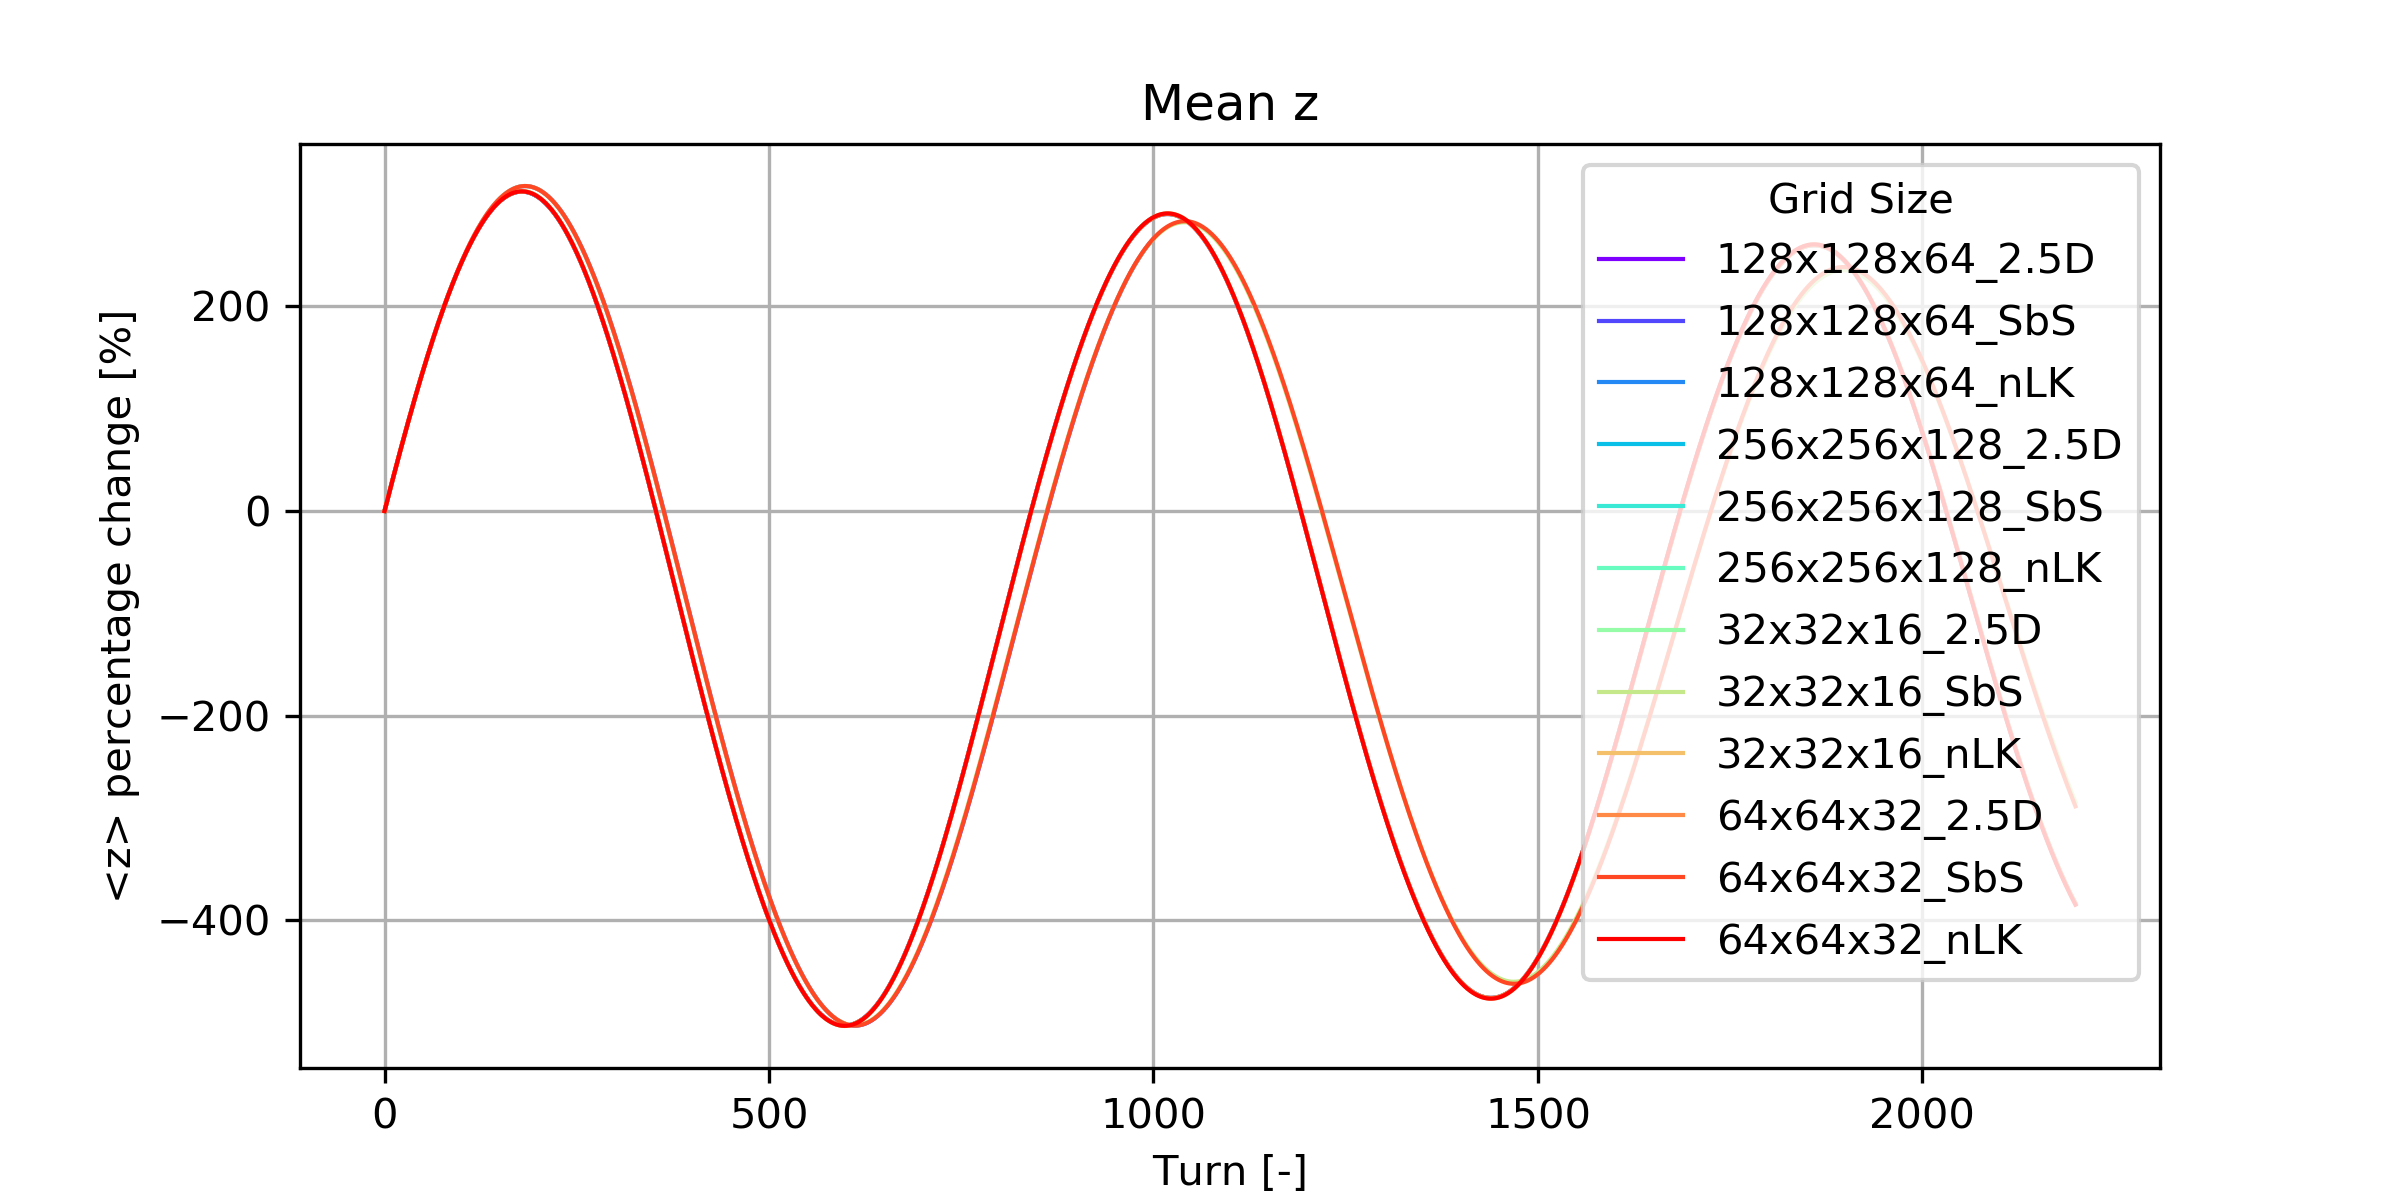 Mean z
<z> percentage change [%]
200
0
−200
−400
0 500 1000 1500 2000
Turn [-]
Grid Size
128x128x64_2.5D
128x128x64_SbS
128x128x64_nLK
256x256x128_2.5D
256x256x128_SbS
256x256x128_nLK
32x32x16_2.5D
32x32x16_SbS
32x32x16_nLK
64x64x32_2.5D
64x64x32_SbS
64x64x32_nLK